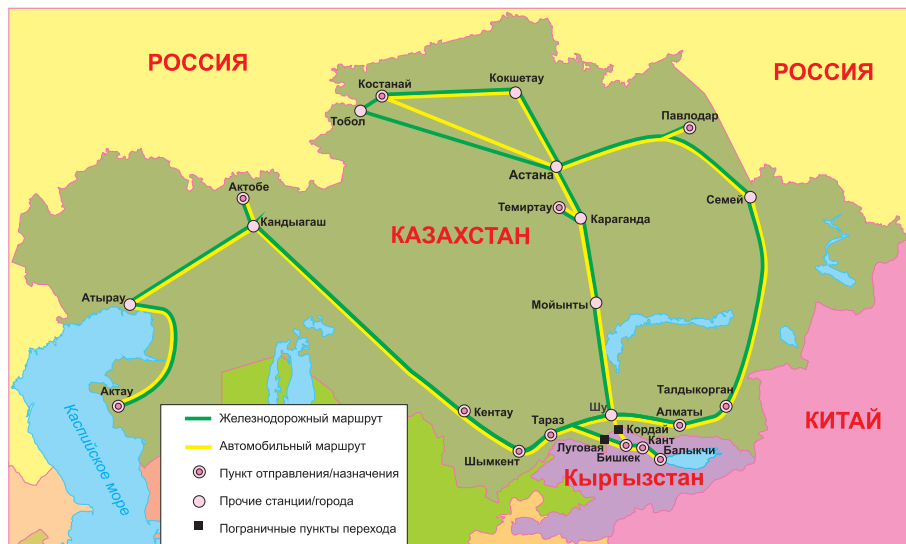 РОССИЯ
РОССИЯ
Костанай
Кокшетау
Тобол
Павлодар
Астана
Актобе
Семей
Темиртау
Кандыагаш
Караганда
КАЗАХСТАН
Атырау
Мойынты
Актау
Талдыкорган
Кентау
Тараз
Шу
Алматы
КИТАЙ
Кордай
Луговая
Кант
Бишкек
Балыкчи
Шымкент
Кыргызстан
Каспийское море
Железнодорожный маршрут
Автомобильный маршрут
Пункт отправления/назначения
Прочие станции/города
Пограничные пункты перехода